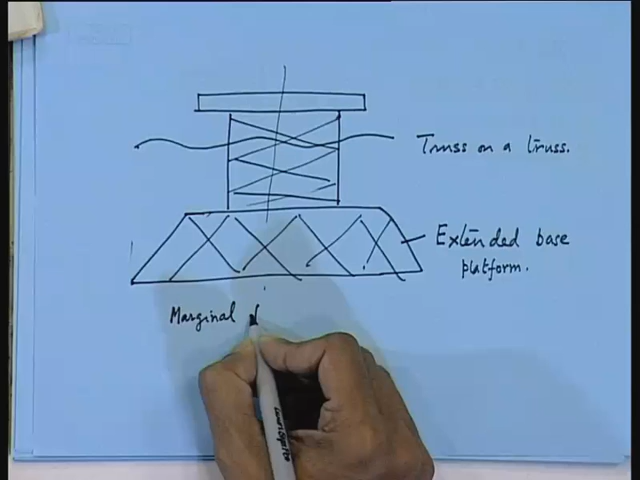 Truss on a truss.
Extended base
platform.
Marginal